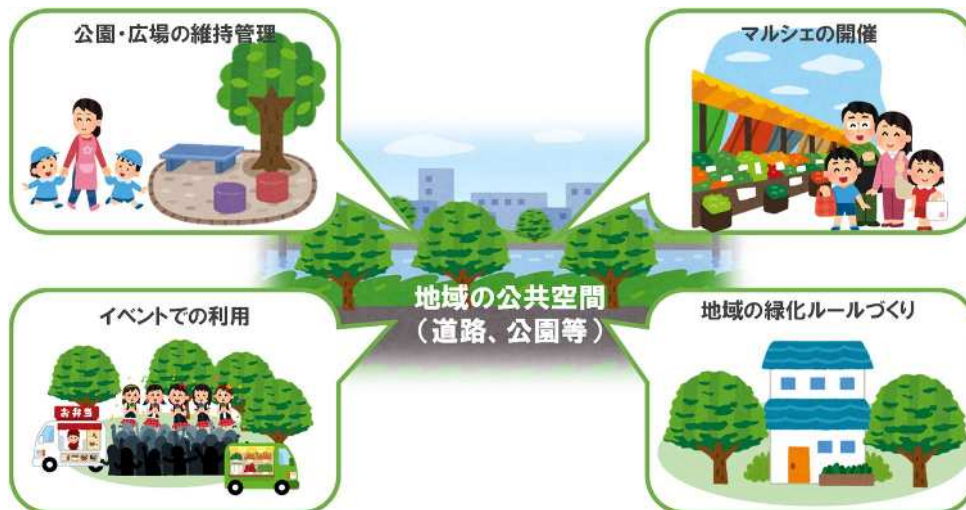 公園・広場の維持管理
マルシェの開催
地域の公共空間
(道路、公園等)
イベントでの利用
お弁当
地域の緑化ルールづくり